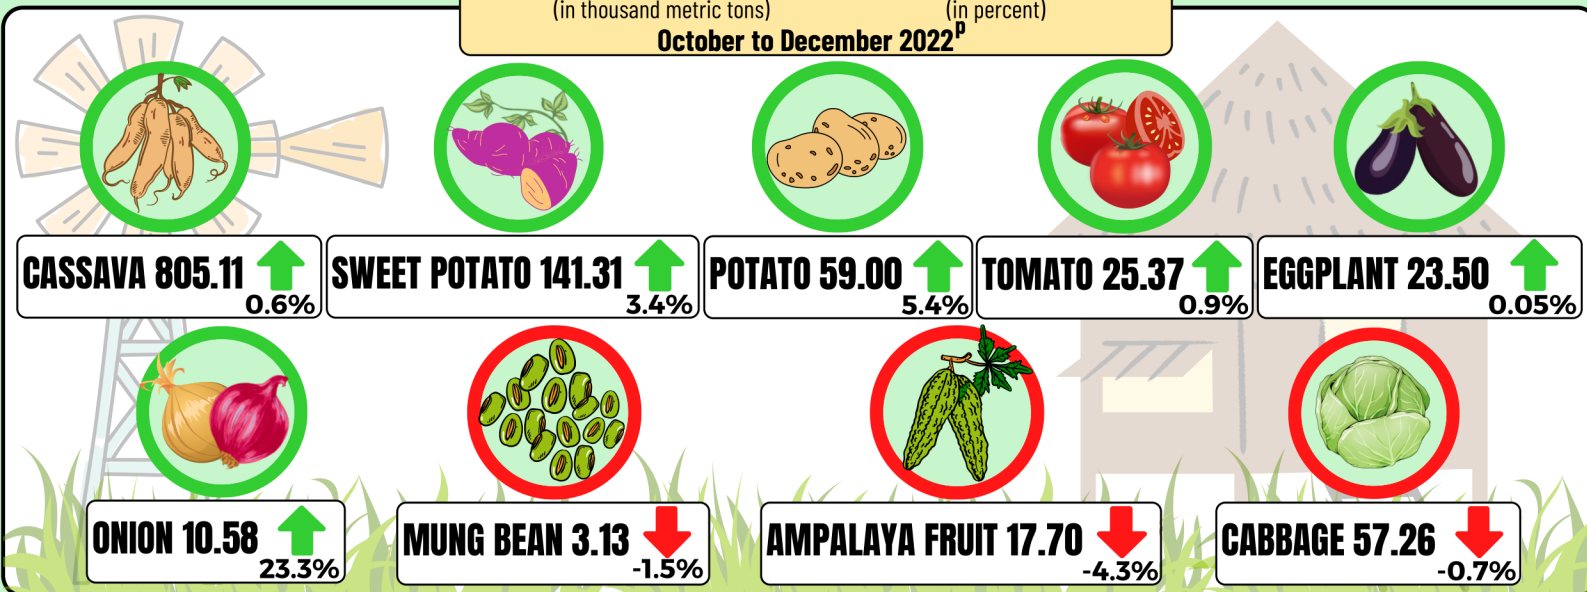 (in thousand metric tons) (in percent)
October to December 2022ᵖ
CASSAVA 805.11
0.6%
SWEET POTATO 141.31
3.4%
POTATO 59.00
5.4%
TOMATO 25.37
0.9%
EGGPLANT 23.50
0.05%
ONION 10.58
23.3%
MUNG BEAN 3.13
-1.5%
AMPALAYA FRUIT 17.70
-4.3%
CABBAGE 57.26
-0.7%